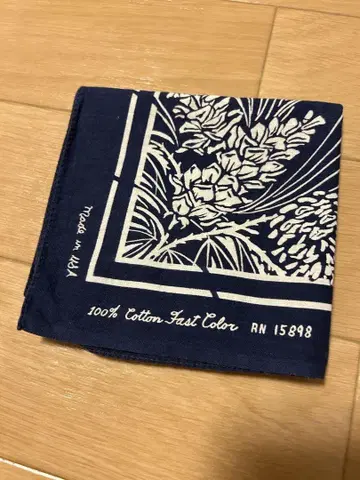 Made in USA
100% Cotton Fast Color RN 15898